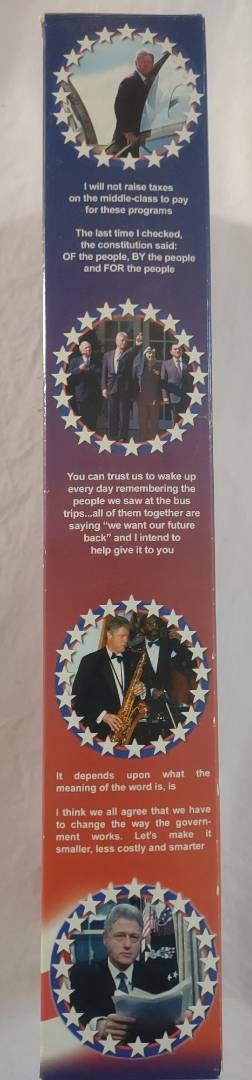 I will not raise taxes
on the middle-class to pay
for these programs
The last time I checked,
the constitution said:
OF the people, BY the people
and FOR the people
You can trust us to wake up
every day remembering the
people we saw at the bus
trips...all of them together are
saying “we want our future
back” and I intend to
help give it to you
It depends upon what the
meaning of the word is, is
I think we all agree that we have
to change the way the govern-
ment works. Let's make it
smaller, less costly and smarter